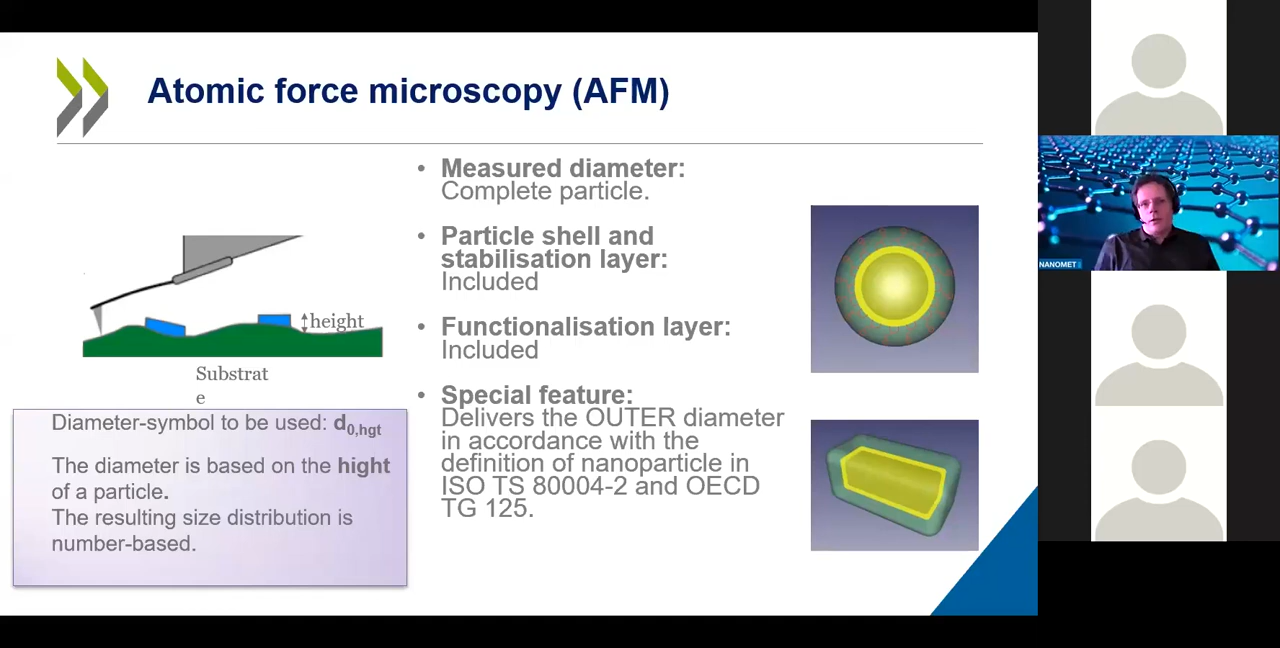 Atomic force microscopy (AFM)
height
Substrat
e
Diameter-symbol to be used: d0,hgt
The diameter is based on the hight
of a particle.
The resulting size distribution is
number-based.
• Measured diameter:
Complete particle.
• Particle shell and
stabilisation layer:
Included
• Functionalisation layer:
Included
• Special feature:
Delivers the OUTER diameter
in accordance with the
definition of nanoparticle in
ISO TS 80004-2 and OECD
TG 125.
NANOMET